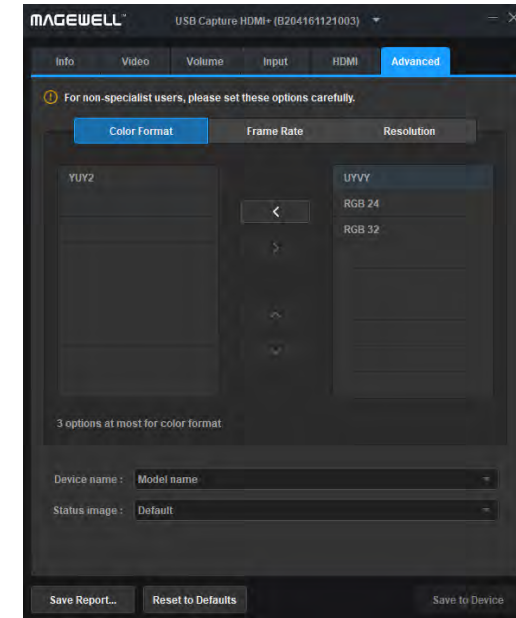 MAGEWELL™ USB Capture HDMI+ (B204161121003)
Info Video Volume Input HDMI Advanced
For non-specialist users, please set these options carefully.
Color Format Frame Rate Resolution
YUY2 UYVY
RGB 24
RGB 32
3 options at most for color format
Device name : Model name
Status image : Default
Save Report... Reset to Defaults Save to Device